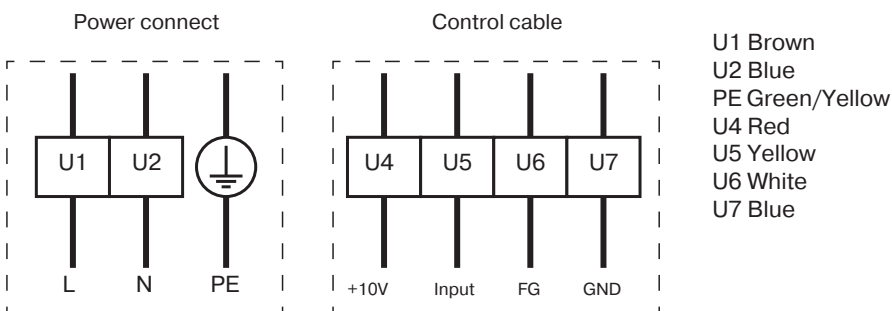 Power connect
Control cable
U1 Brown
U2 Blue
PE Green/Yellow
U4 Red
U5 Yellow
U6 White
U7 Blue
U1 U2
U4 U5 U6 U7
L N PE
+10V Input FG GND